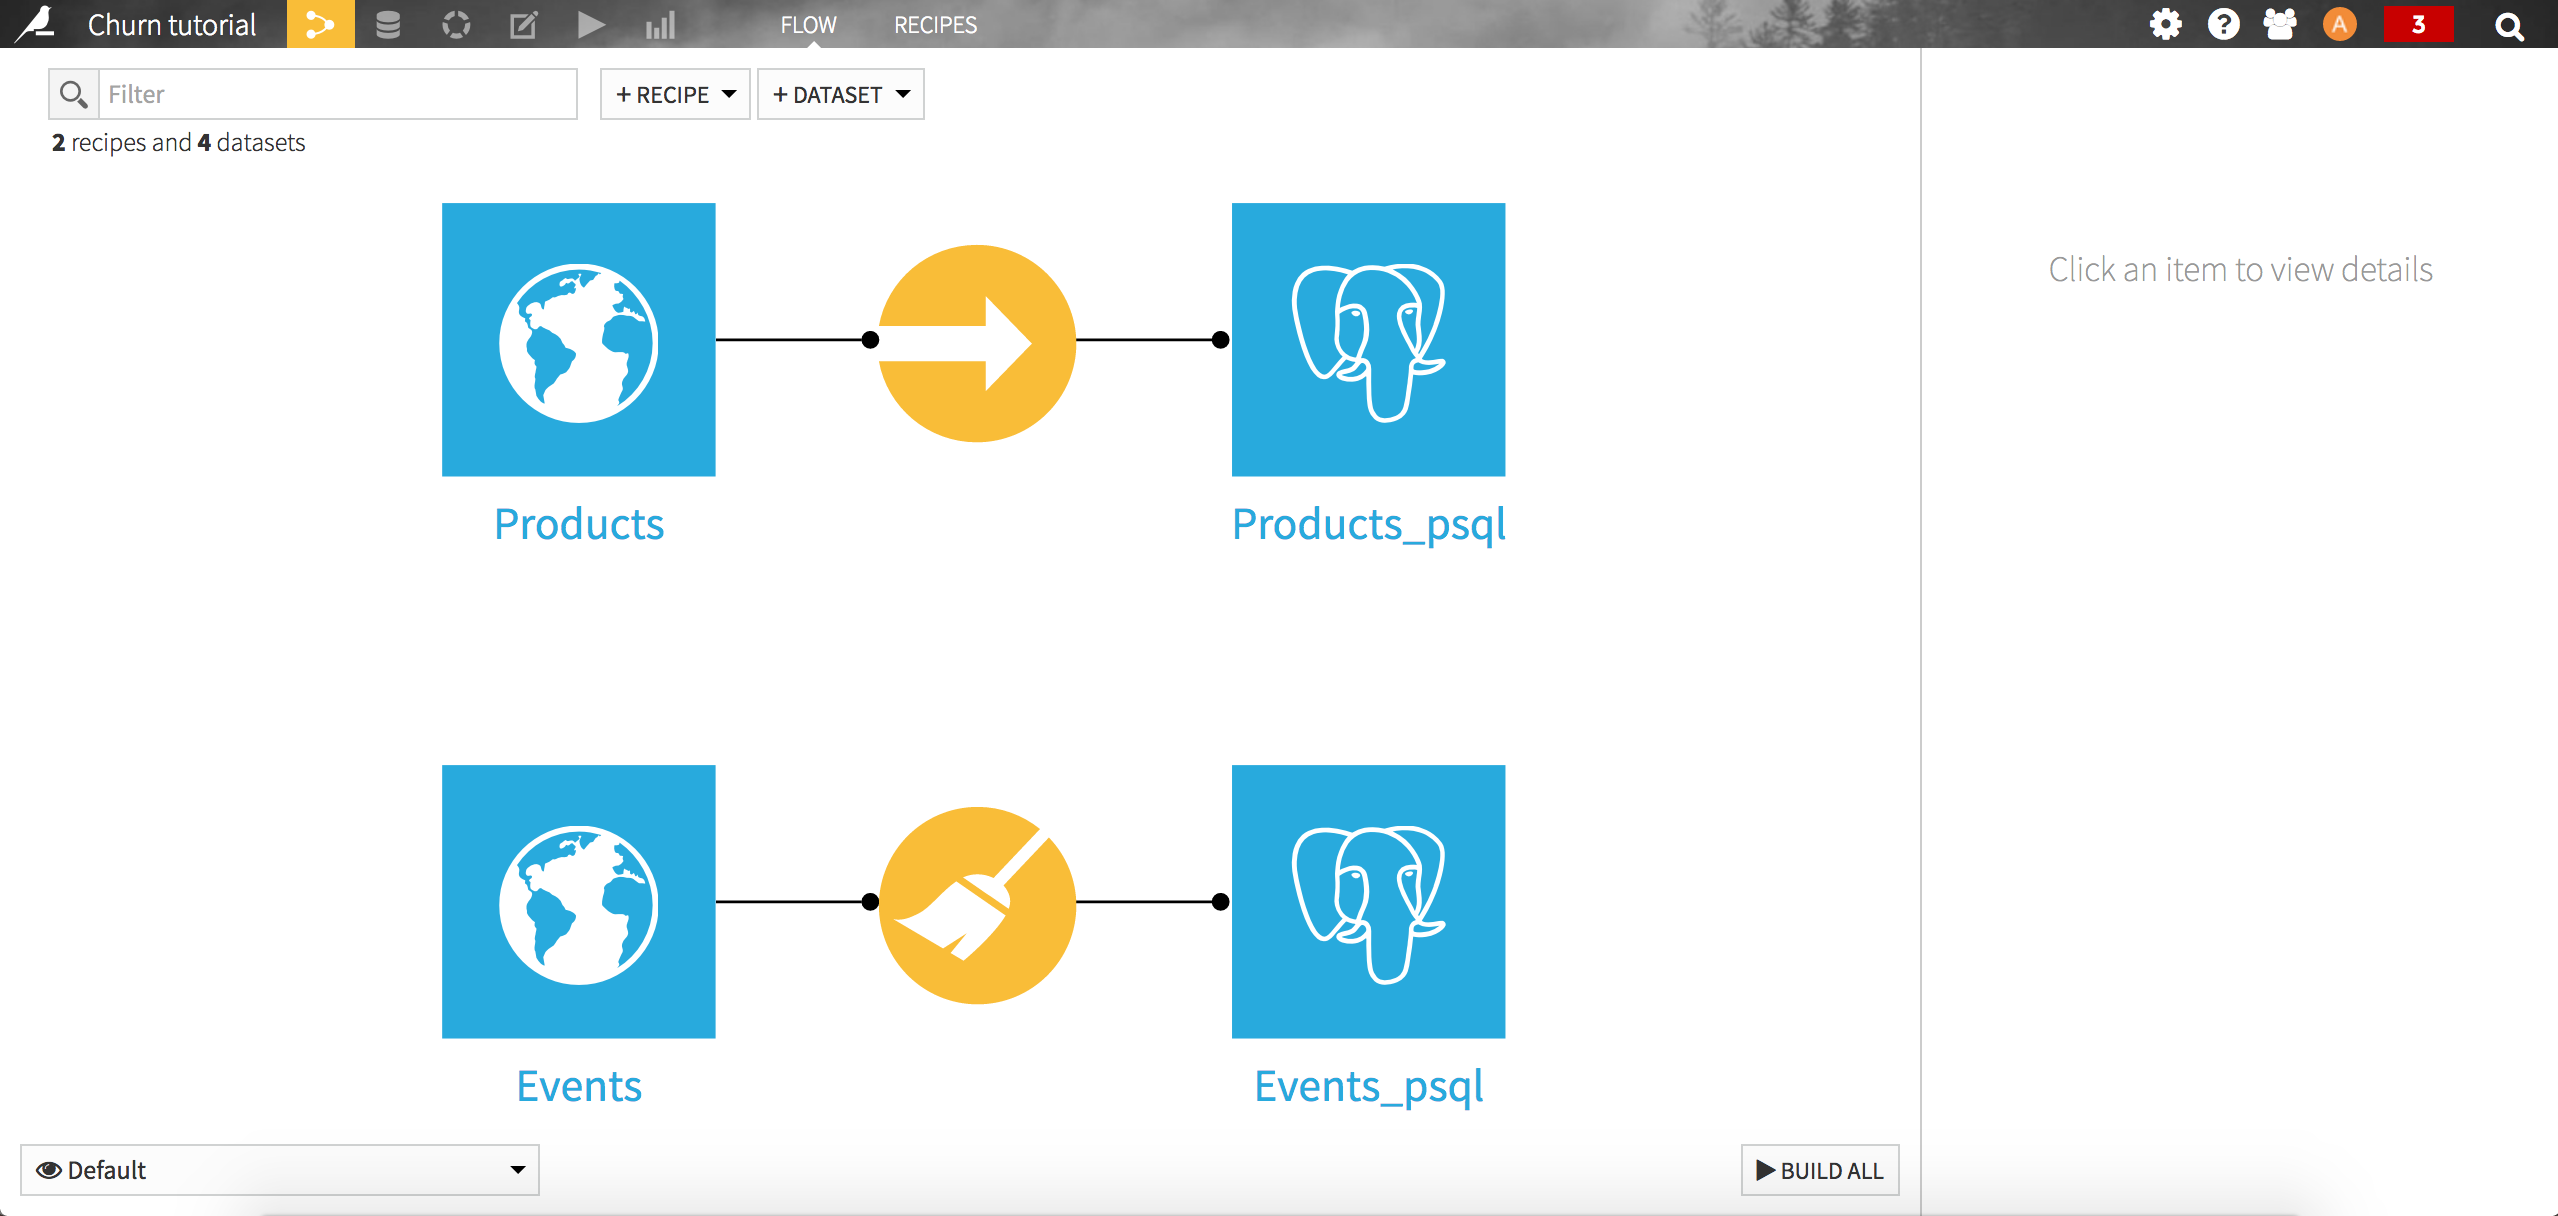 Churn tutorial
FLOW
RECIPES
A
3
Filter
+ RECIPE
+ DATASET
2 recipes and 4 datasets
Click an item to view details
Products
Products_psql
Events
Events_psql
Default
BUILD ALL